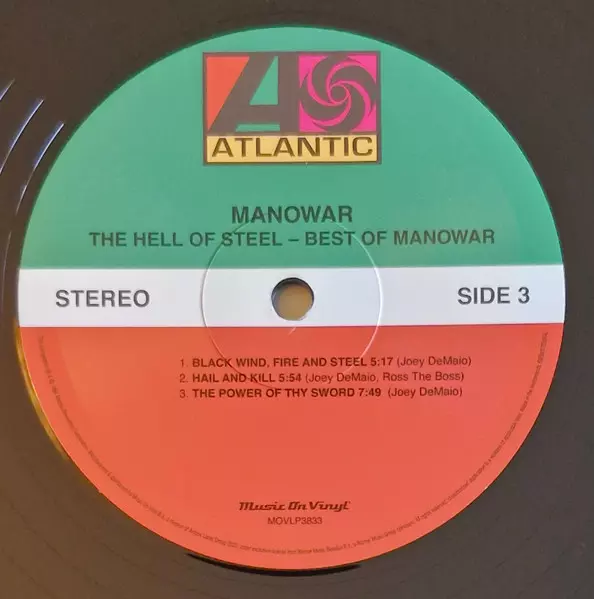 ATLANTIC
MANOWAR
THE HELL OF STEEL – BEST OF MANOWAR
STEREO
SIDE 3
1. BLACK WIND, FIRE AND STEEL 5:17 (Joey DeMaio)
2. HAIL AND KILL 5:54 (Joey DeMaio, Ross The Boss)
3. THE POWER OF THY SWORD 7:49 (Joey DeMaio)
Music On Vinyl
MOVLP3833